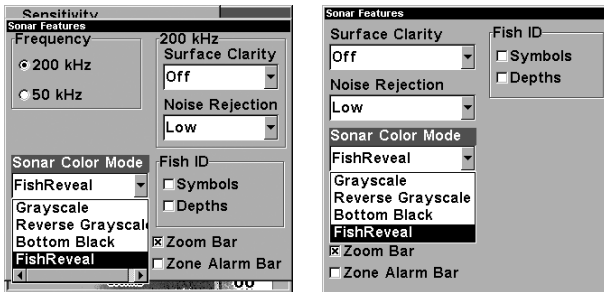 Sensitivity
Sonar Features
Frequency
200 kHz
50 kHz
200 kHz
Surface Clarity
Off
Noise Rejection
Low
Sonar Color Mode
FishReveal
Grayscale
Reverse Grayscal
Bottom Black
FishReveal
Fish ID
Symbols
Depths
Zoom Bar
Zone Alarm Bar
Sonar Features
Surface Clarity
Off
Noise Rejection
Low
Sonar Color Mode
FishReveal
Grayscale
Reverse Grayscale
Bottom Black
FishReveal
Zoom Bar
Zone Alarm Bar
Fish ID
Symbols
Depths